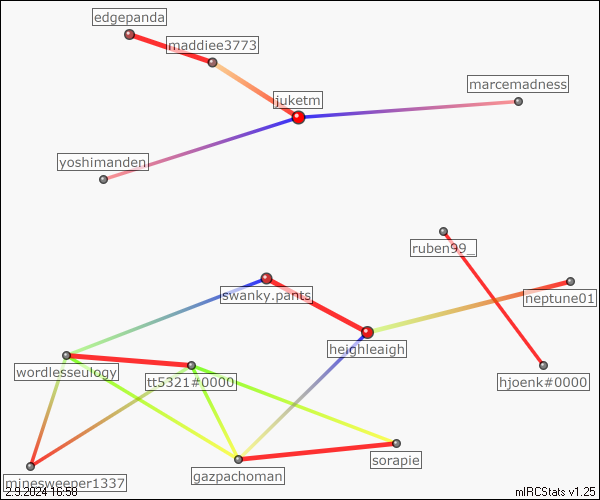 edgepanda
maddiee3773
marcemadness
juketm
yoshimanden
ruben99_
swanky.pants
neptune01
heighleaigh
wordlesseulogy
tt5321#0000
hjoenk#0000
sorapie
gazpachoman
minesweeper1337
2.9.2024 16:58
mIRCStats v1.25